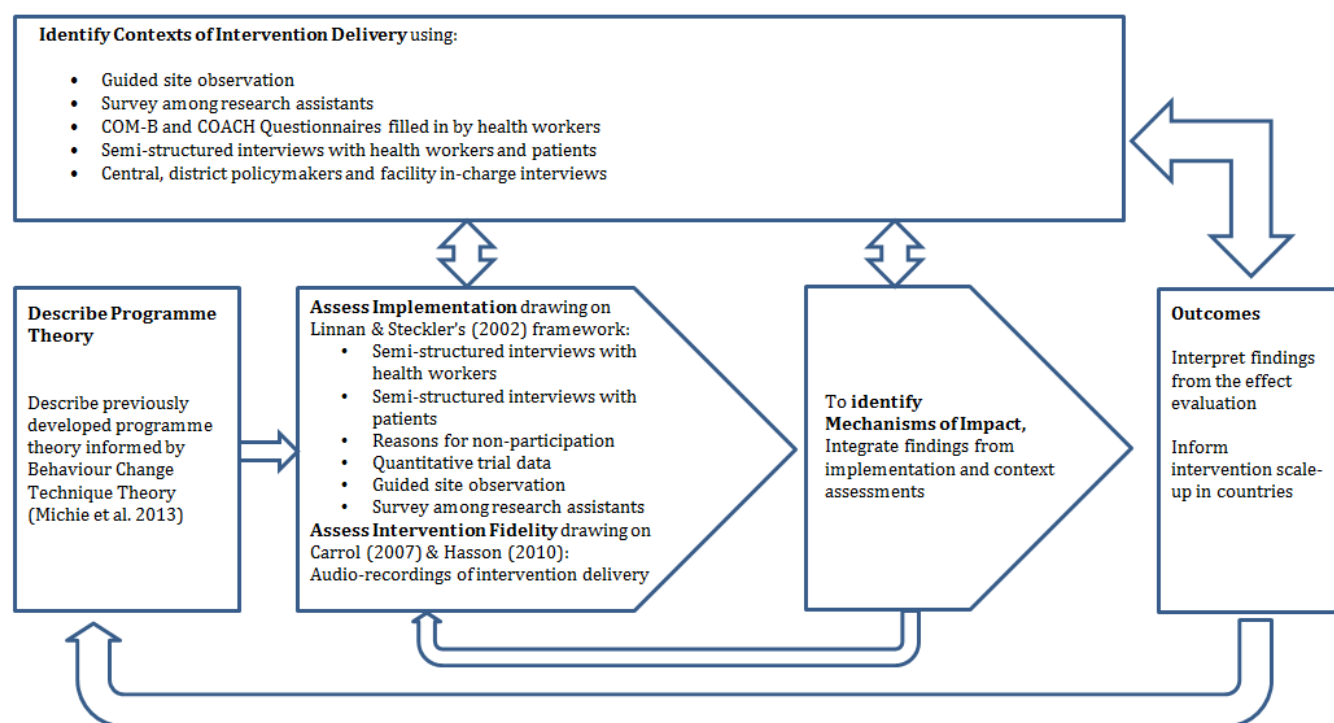 Identify Contexts of Intervention Delivery using:
• Guided site observation
• Survey among research assistants
• COM-B and COACH Questionnaires filled in by health workers
• Semi-structured interviews with health workers and patients
• Central, district policymakers and facility in-charge interviews
Describe Programme
Theory
Describe previously
developed programme
theory informed by
Behaviour Change
Technique Theory
(Michie et al. 2013)
Assess Implementation drawing on
Linnan & Steckler's (2002) framework:
• Semi-structured interviews with
health workers
• Semi-structured interviews with
patients
• Reasons for non-participation
• Quantitative trial data
• Guided site observation
• Survey among research assistants
Assess Intervention Fidelity drawing on
Carrol (2007) & Hasson (2010):
Audio-recordings of intervention delivery
To identify
Mechanisms of Impact,
Integrate findings from
implementation and context
assessments
Outcomes
Interpret findings
from the effect
evaluation
Inform
intervention scale-
up in countries